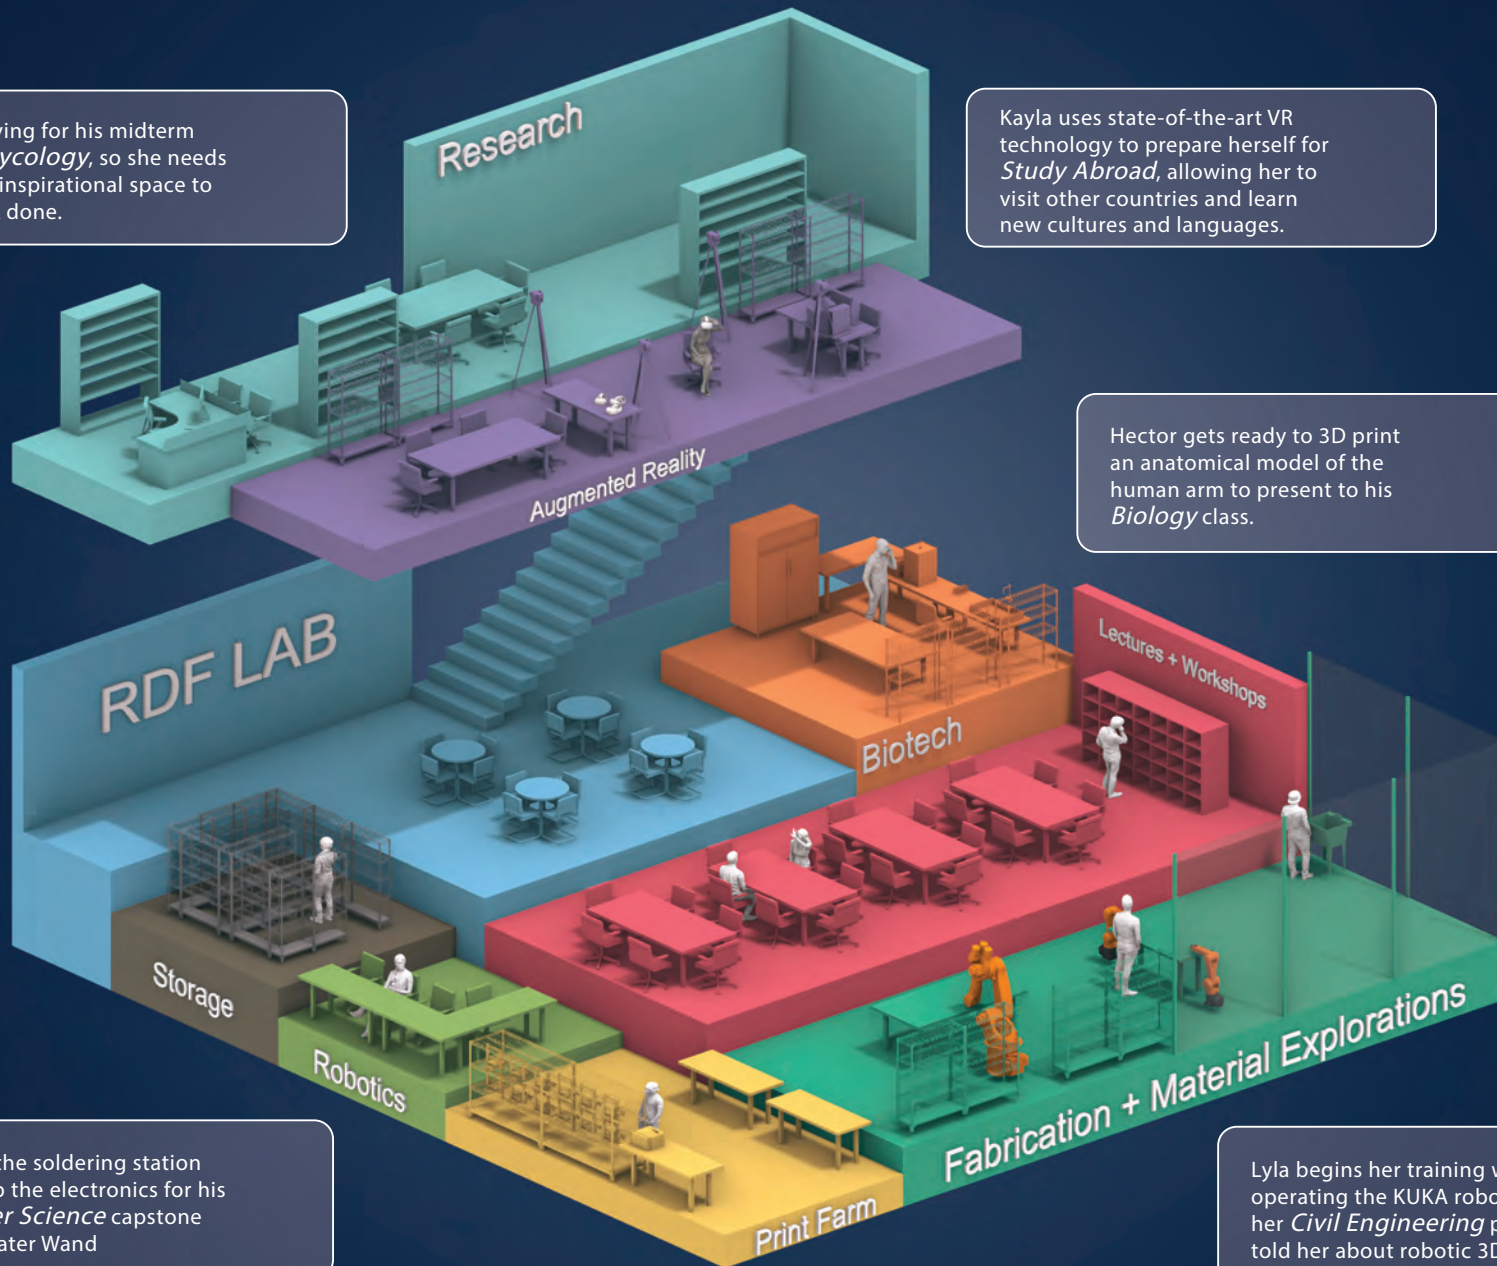 Research
ying for his midterm
ycology, so she needs
inspirational space to
done.
Kayla uses state-of-the-art VR
technology to prepare herself for
Study Abroad, allowing her to
visit other countries and learn
new cultures and languages.
Augmented Reality
Hector gets ready to 3D print
an anatomical model of the
human arm to present to his
Biology class.
RDF LAB
Lectures + Workshops
Biotech
Storage
Robotics
Print Farm
Fabrication + Material Explorations
the soldering station
the electronics for his
er Science capstone
ater Wand
Lyla begins her training
operating the KUKA robo
her Civil Engineering p
told her about robotic 3D